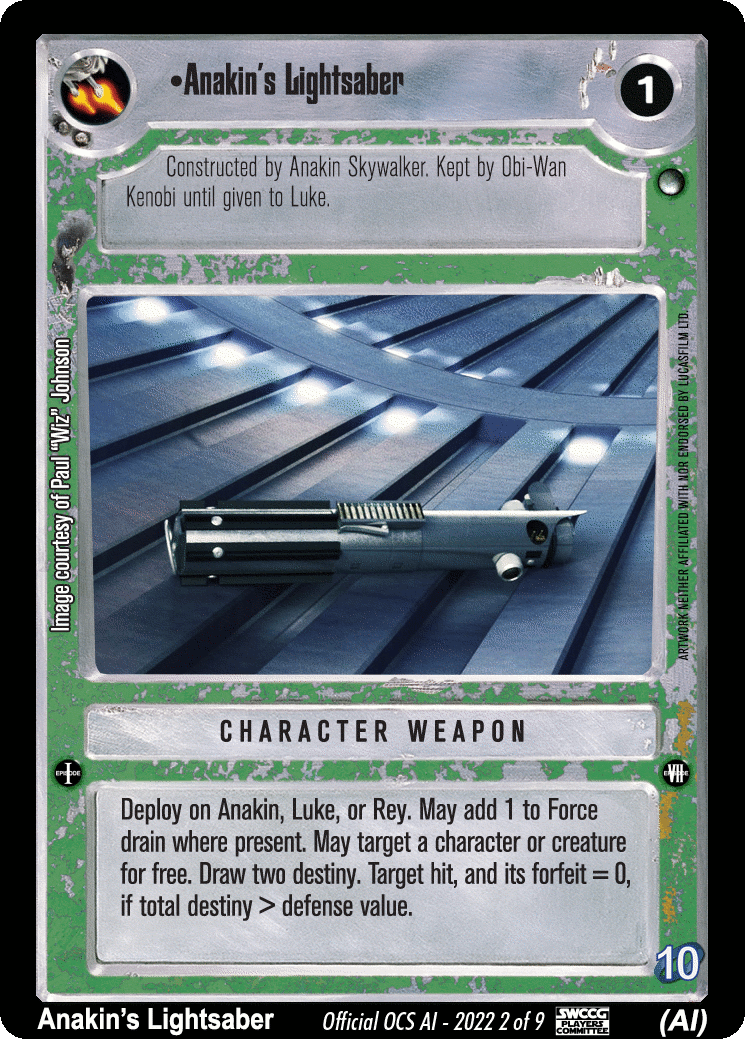 •Anakin's Lightsaber
1
Constructed by Anakin Skywalker. Kept by Obi-Wan
Kenobi until given to Luke.
Image courtesy of Paul “Wiz” Johnson
ARTWORK NEITHER AFFILIATED WITH NOR ENDORSED BY LUCASFILM LTD.
CHARACTER WEAPON
EPISODE I
EPISODE VII
Deploy on Anakin, Luke, or Rey. May add 1 to Force
drain where present. May target a character or creature
for free. Draw two destiny. Target hit, and its forfeit = 0,
if total destiny > defense value.
10
Anakin's Lightsaber
Official OCS AI - 2022 2 of 9
SWCCG
PLAYERS
COMMITTEE
(AI)